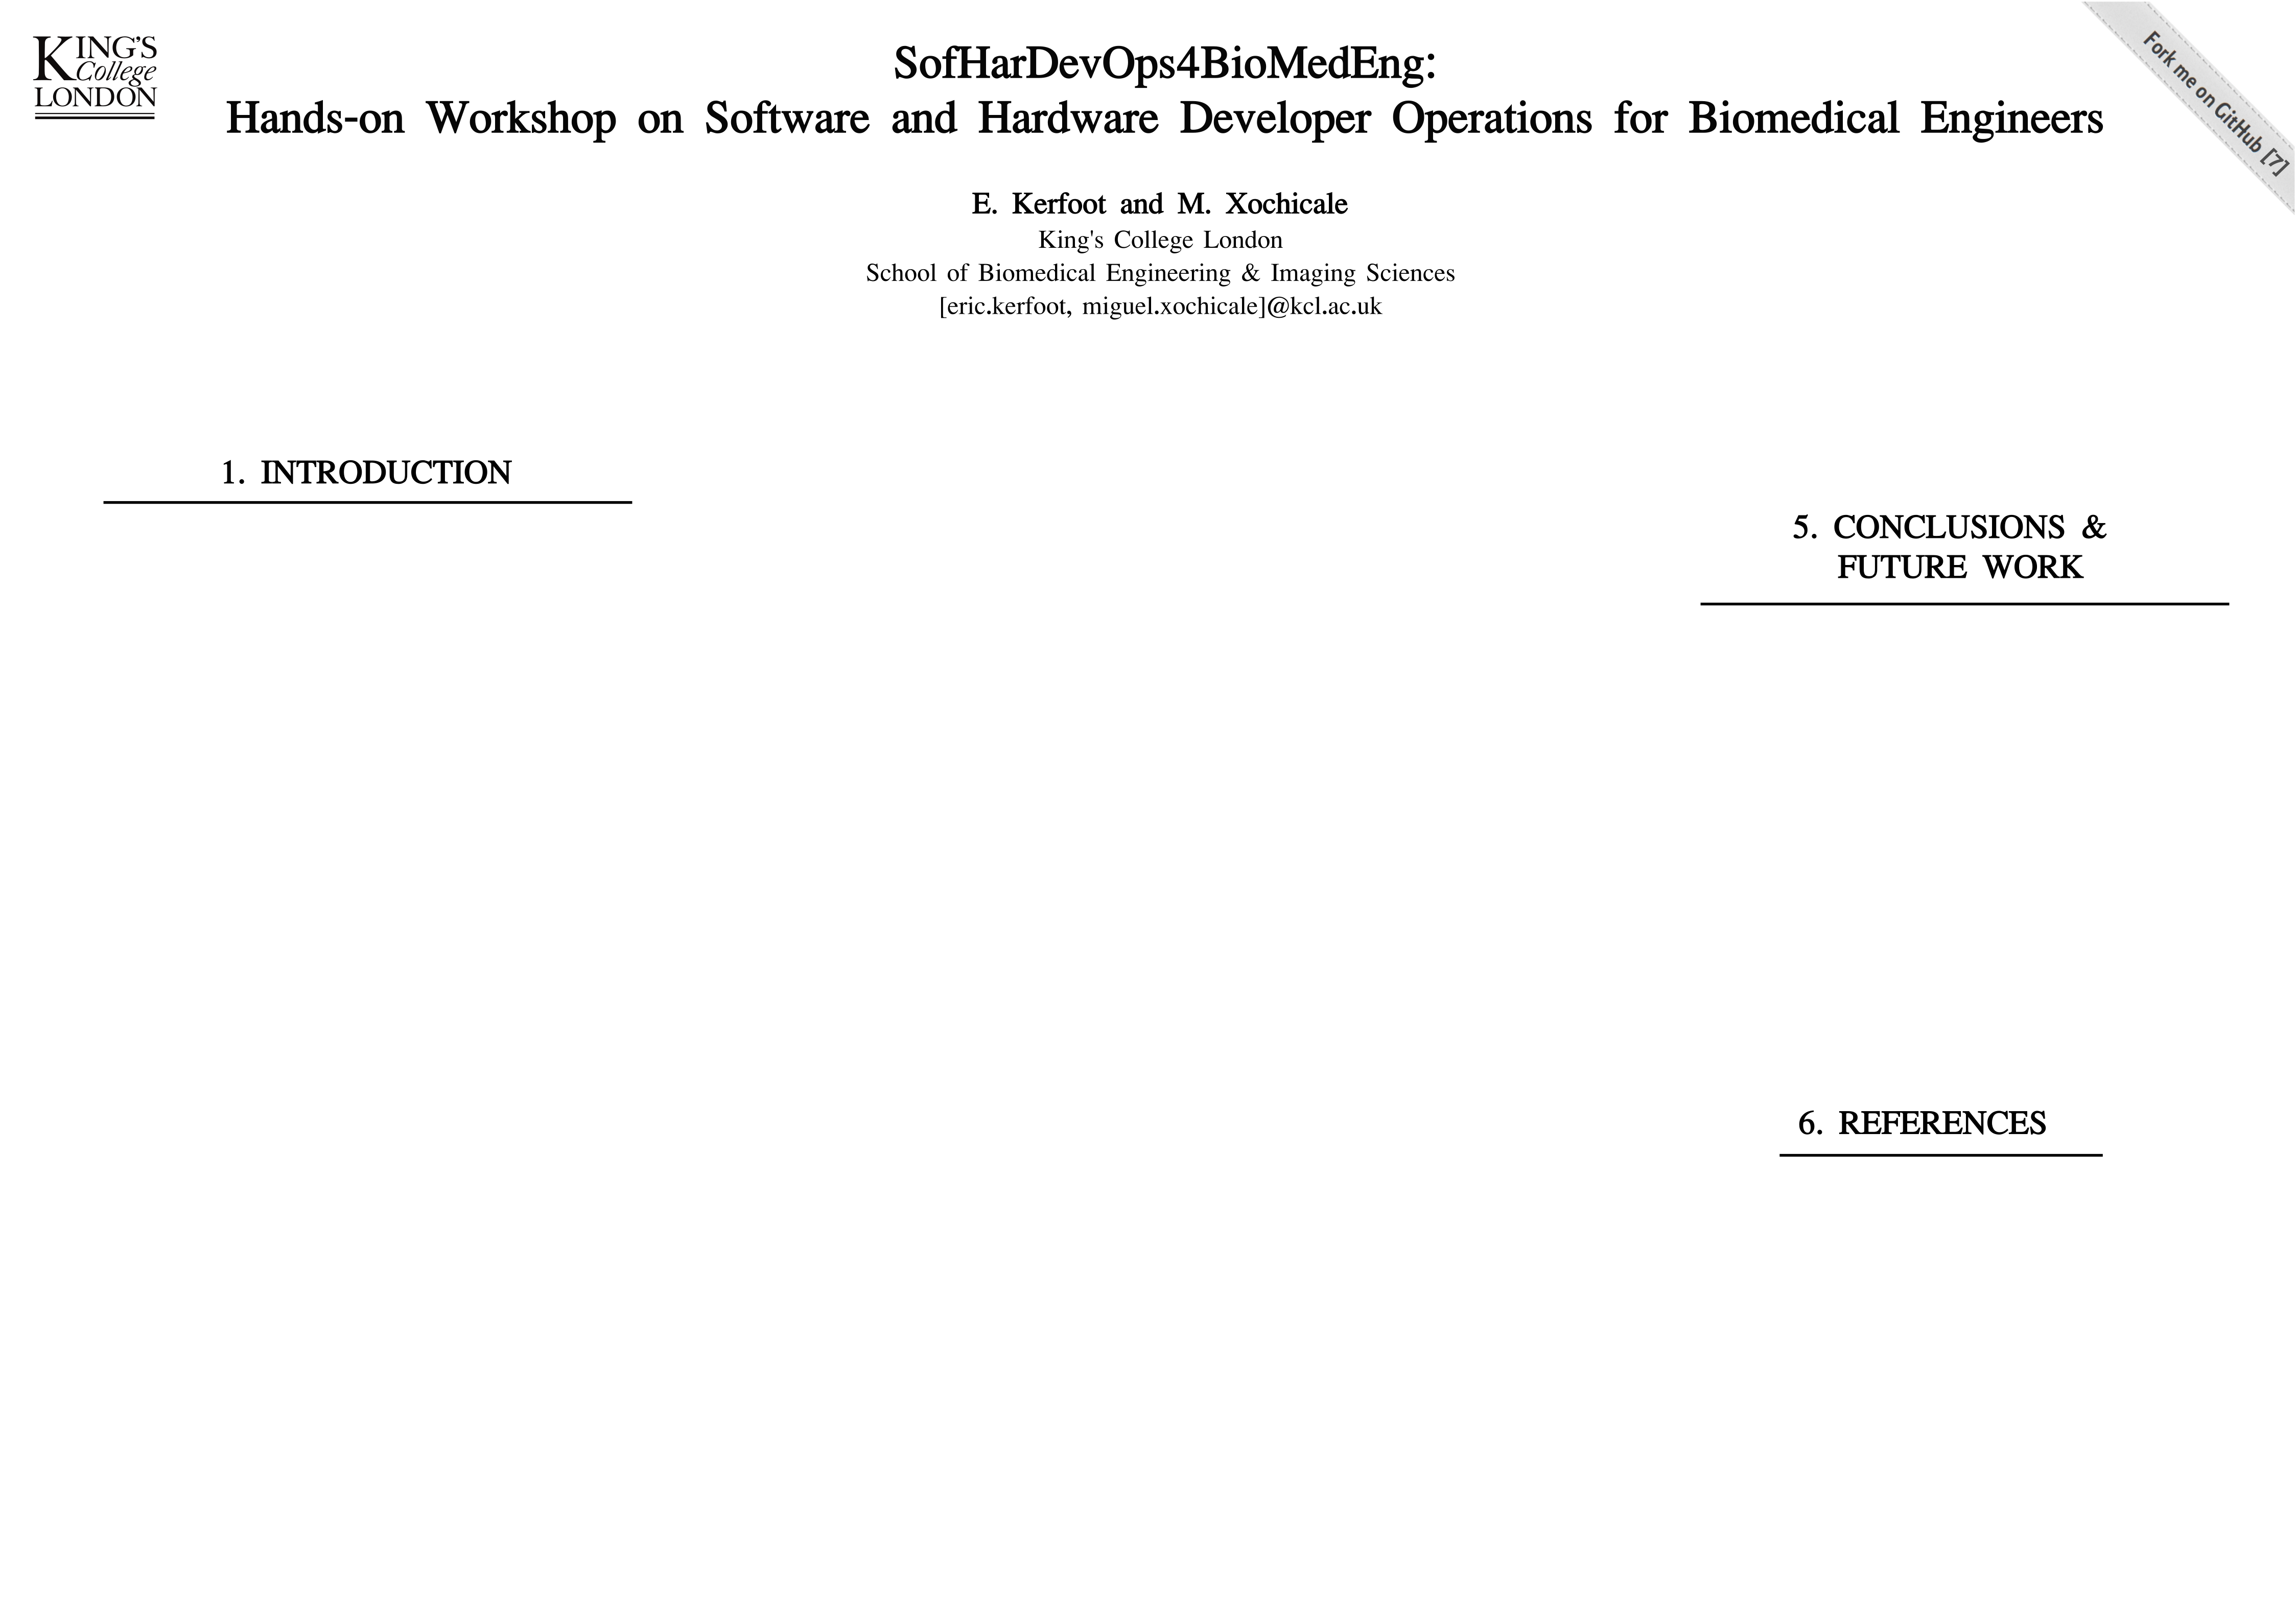 KING'S
College
LONDON
SofHarDevOps4BioMedEng:
Hands-on Workshop on Software and Hardware Developer Operations for Biomedical Engineers
Fork me on GitHub [7]
E. Kerfoot and M. Xochicale
King's College London
School of Biomedical Engineering & Imaging Sciences
[eric.kerfoot, miguel.xochicale]@kcl.ac.uk
1. INTRODUCTION
5. CONCLUSIONS &
FUTURE WORK
6. REFERENCES